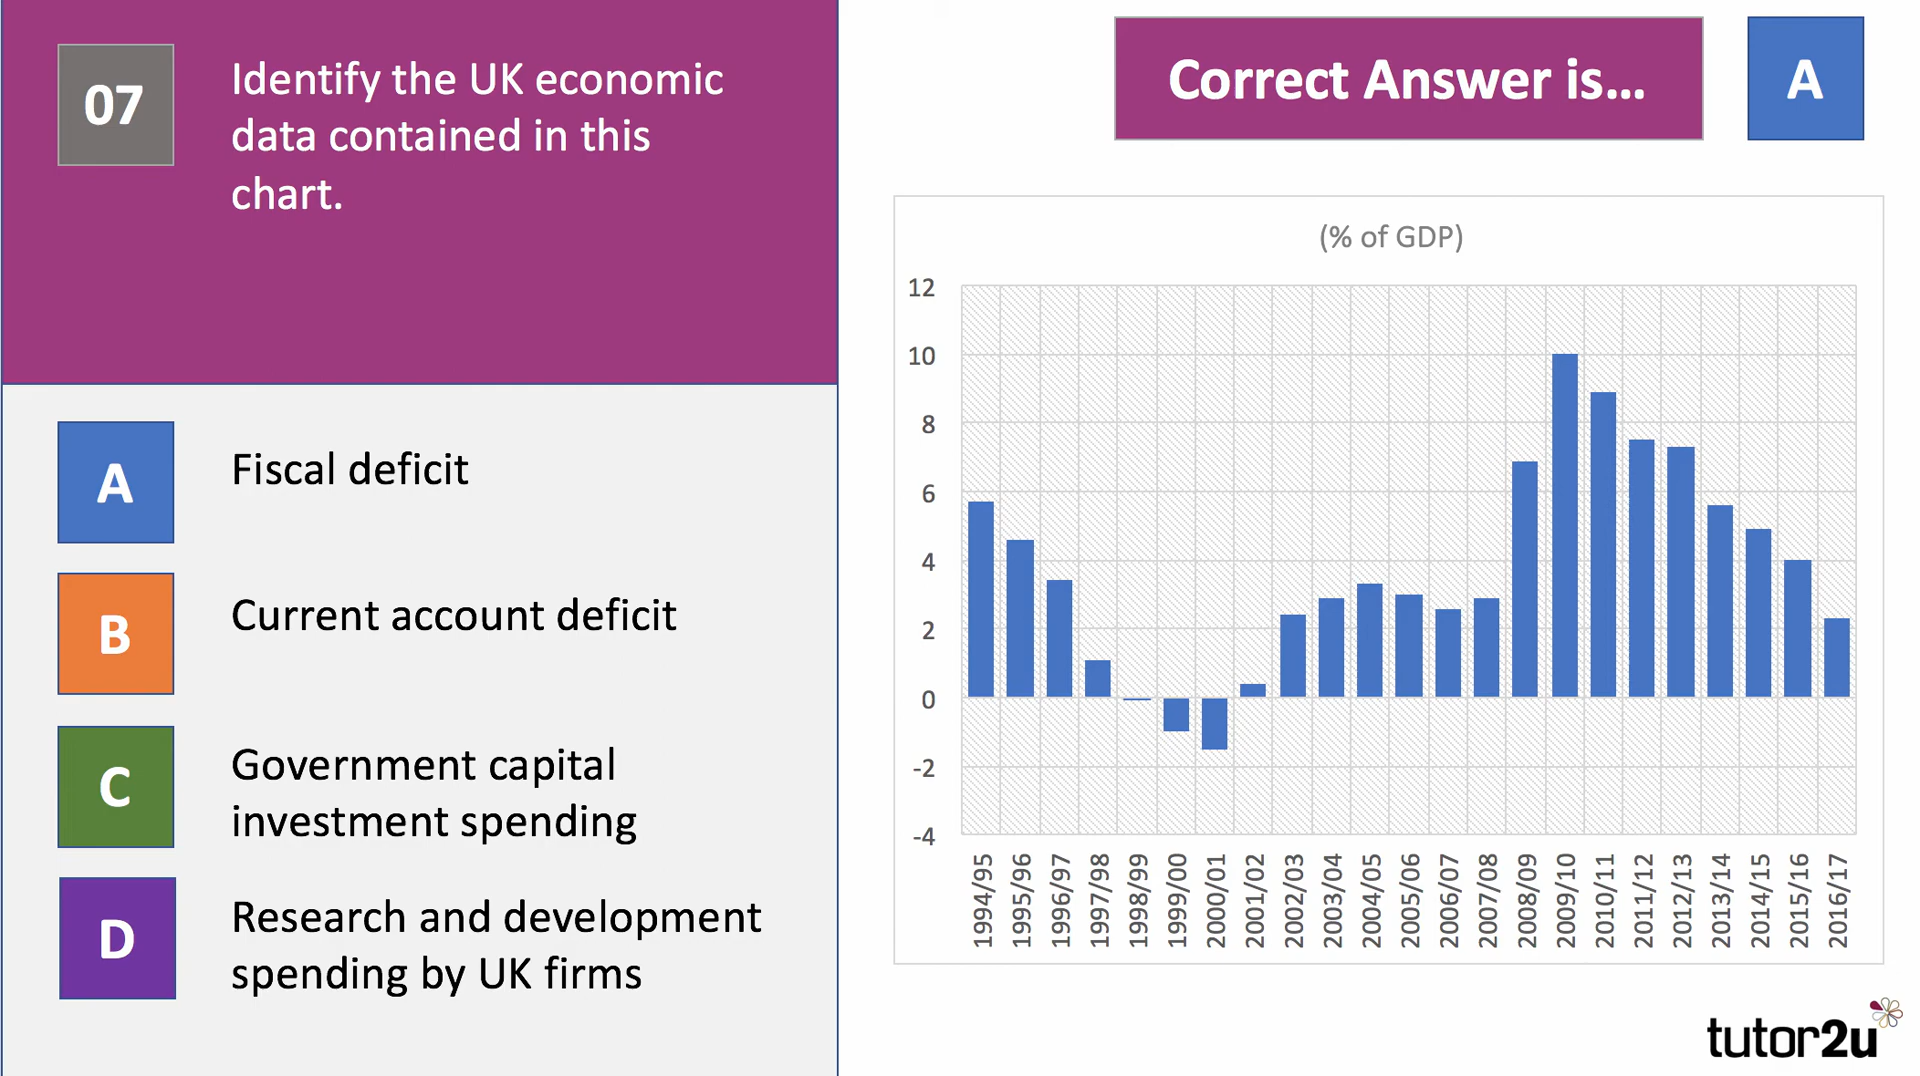 07
Identify the UK economic
data contained in this
chart.
A
Fiscal deficit
B
Current account deficit
C
Government capital
investment spending
D
Research and development
spending by UK firms
Correct Answer is...
A
(% of GDP)
12
10
8
6
4
2
0
-2
-4
1994/95
1995/96
1996/97
1997/98
1998/99
1999/00
2000/01
2001/02
2002/03
2003/04
2004/05
2005/06
2006/07
2007/08
2008/09
2009/10
2010/11
2011/12
2012/13
2013/14
2014/15
2015/16
2016/17
tutor2u